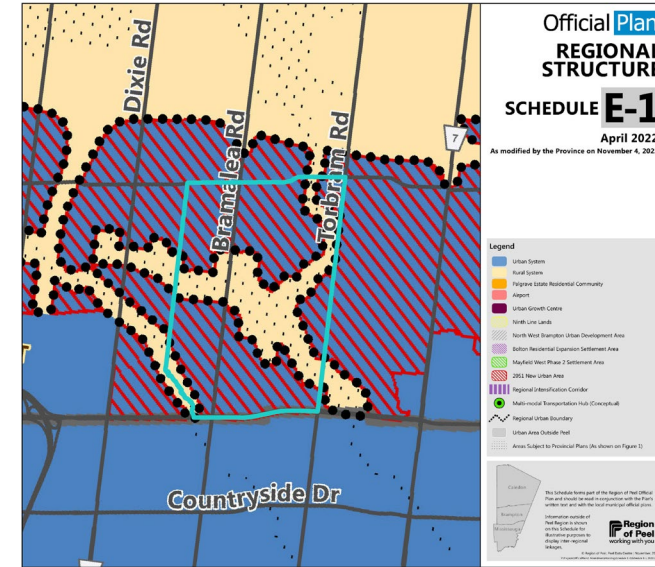 Dixie Rd
Bramalea Rd
Torbram Rd
7
Countryside Dr
Official Plan
REGIONAL
STRUCTURE
SCHEDULE E-1
April 2022
As modified by the Province on November 4, 202
Legend
Urban System
Rural System
Palgrave Estate Residential Community
Airport
Urban Growth Centre
Ninth Line Lands
North West Brampton Urban Development Area
Bolton Residential Expansion Settlement Area
Mayfield West Phase 2 Settlement Area
2051 New Urban Area
Regional Intensification Corridor
Multi-modal Transportation Hub (Conceptual)
Regional Urban Boundary
Urban Area Outside Peel
Areas Subject to Provincial Plans (As shown on Figure 1)
Caledon
Brampton
Mississauga
This Schedule forms part of the Region of Peel Official
Plan and should be read in conjunction with the Plan's
written text and with the local municipal official plans.
Information outside of
Peel Region is shown
on this Schedule for
illustrative purposes to
display inter-regional
linkages.
Region
of Peel
working with you